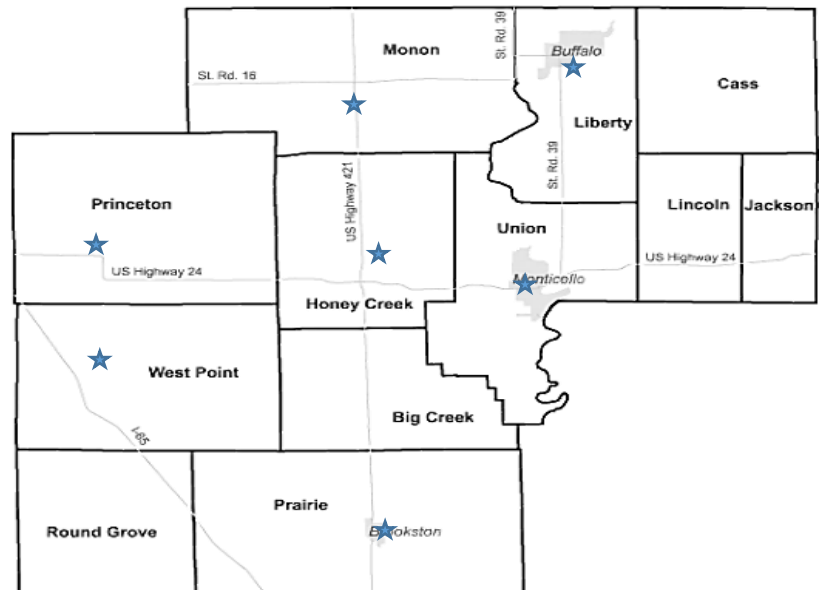 St. Rd. 39
Monon
Buffalo
St. Rd. 16
Cass
Liberty
St. Rd. 39
US Highway 421
Princeton
Lincoln
Jackson
Union
US Highway 24
US Highway 24
Monticello
Honey Creek
West Point
Big Creek
I-65
Prairie
Round Grove
Brookston